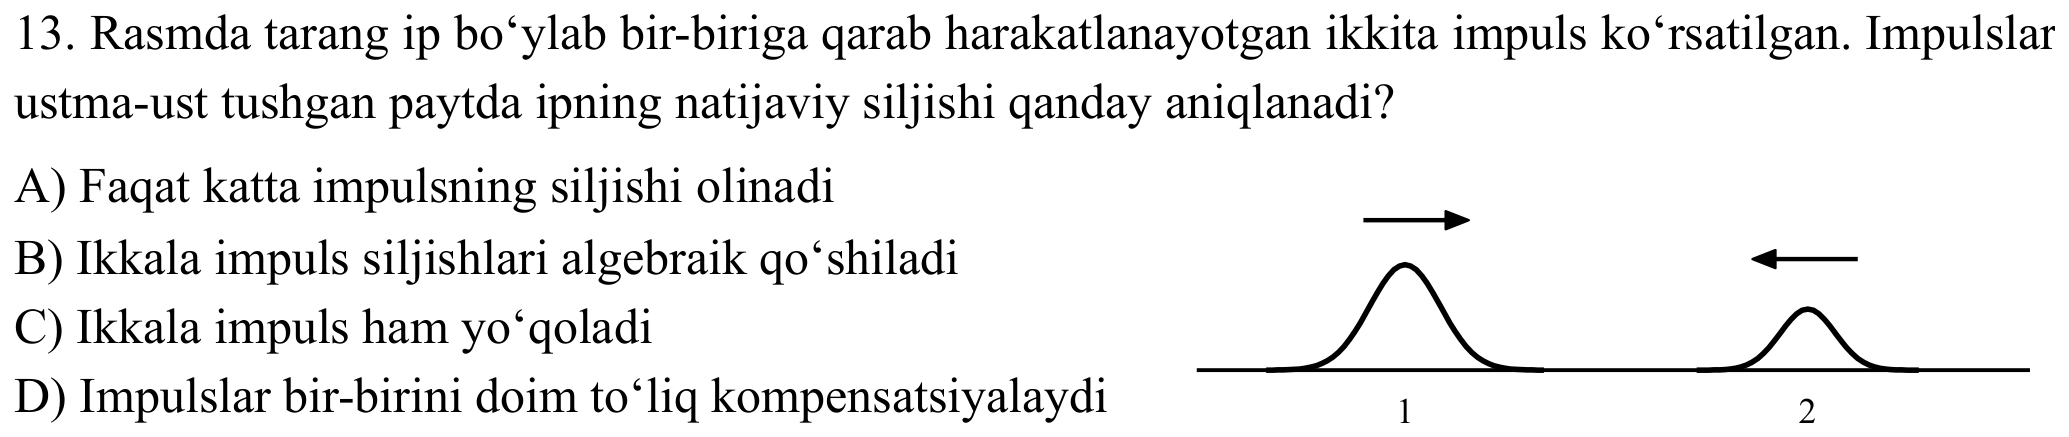 13. Rasmda tarang ip bo‘ylab bir-biriga qarab harakatlanayotgan ikkita impuls ko‘rsatilgan. Impulslar
ustma-ust tushgan paytda ipning natijaviy siljishi qanday aniqlanadi?
A) Faqat katta impulsning siljishi olinadi
B) Ikkala impuls siljishlari algebraik qo‘shiladi
C) Ikkala impuls ham yo‘qoladi
D) Impulslar bir-birini doim to‘liq kompensatsiyalaydi
1 2